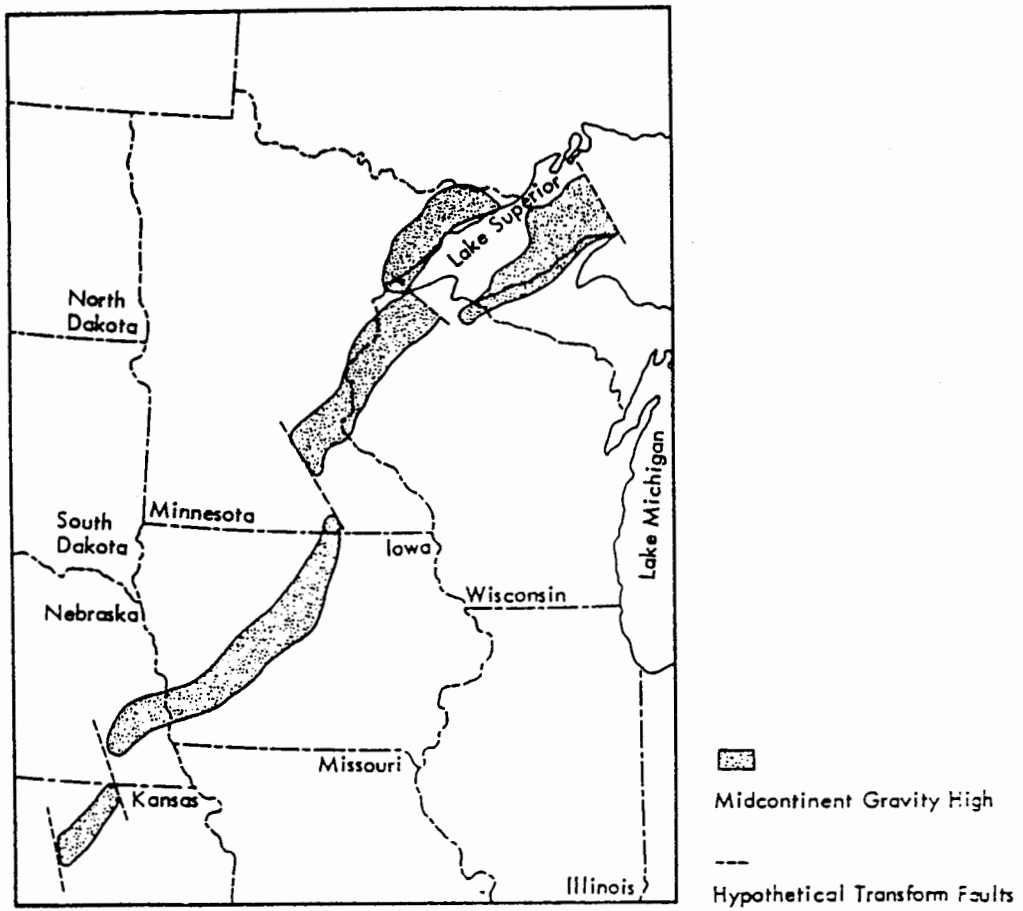 Lake Superior
North
Dakota
Minnesota
South
Dakota
Iowa
Lake Michigan
Nebraska
Wisconsin
Missouri
Kansas
Midcontinent Gravity High
Illinois
Hypothetical Transform Faults